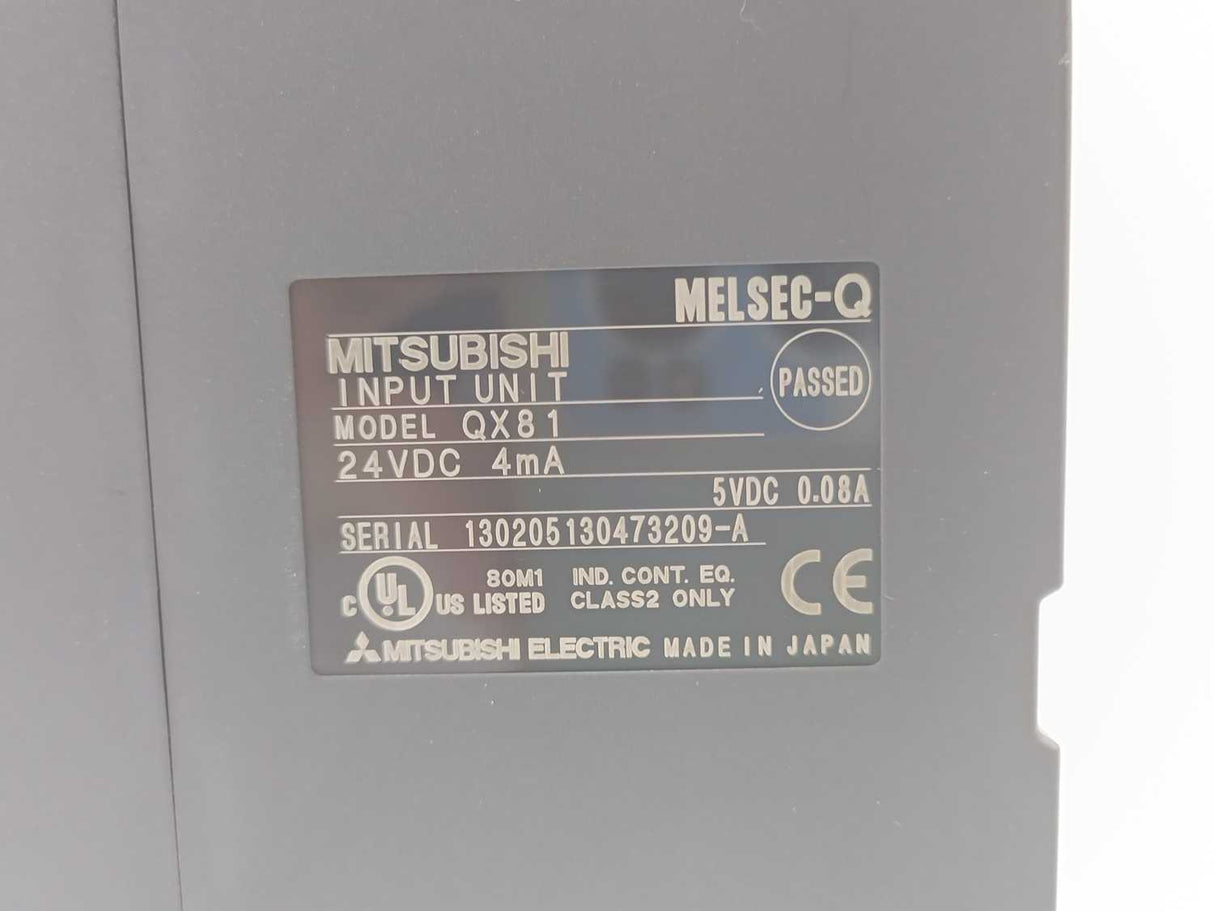 MELSEC-Q
MITSUBISHI
INPUT UNIT
PASSED
MODEL QX81
24VDC 4mA
5VDC 0.08A
SERIAL 130205130473209-A
C UL US LISTED 80M1 IND. CONT. EQ. CLASS2 ONLY CE
MITSUBISHI ELECTRIC MADE IN JAPAN